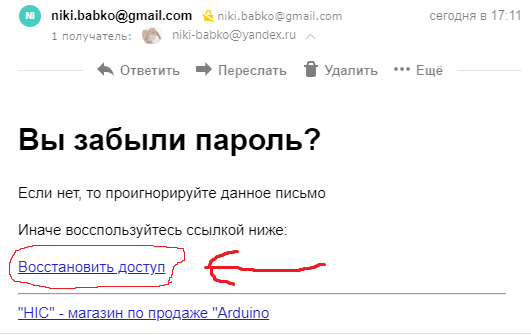 NI niki.babko@gmail.com niki.babko@gmail.com сегодня в 17:11
1 получатель: niki-babko@yandex.ru
Ответить Переслать Удалить Ещё
Вы забыли пароль?
Если нет, то проигнорируйте данное письмо
Иначе восспользуйтесь ссылкой ниже:
Восстановить доступ
"HIC" - магазин по продаже "Arduino